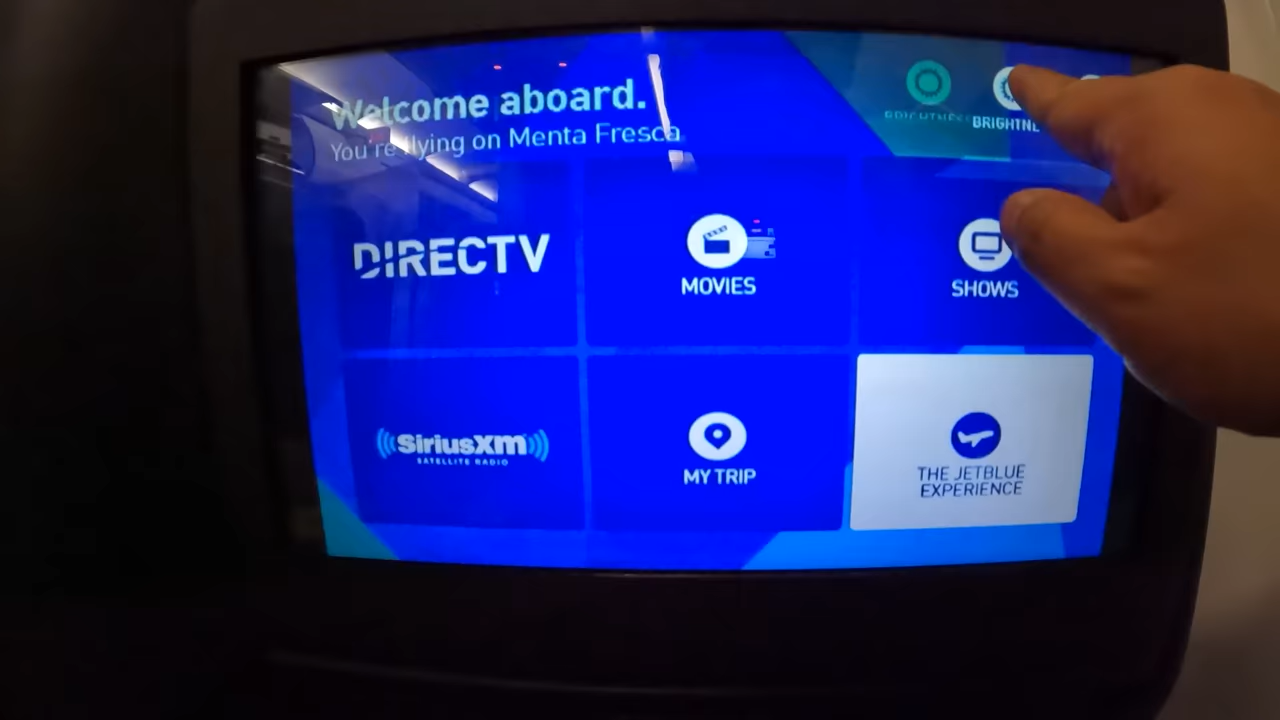 Welcome aboard.
You're flying on Menta Fresca
BRIGHTNESS BRIGHTNE
DIRECTV
MOVIES
SHOWS
SiriusXm
SATELLITE RADIO
MY TRIP
THE JETBLUE
EXPERIENCE